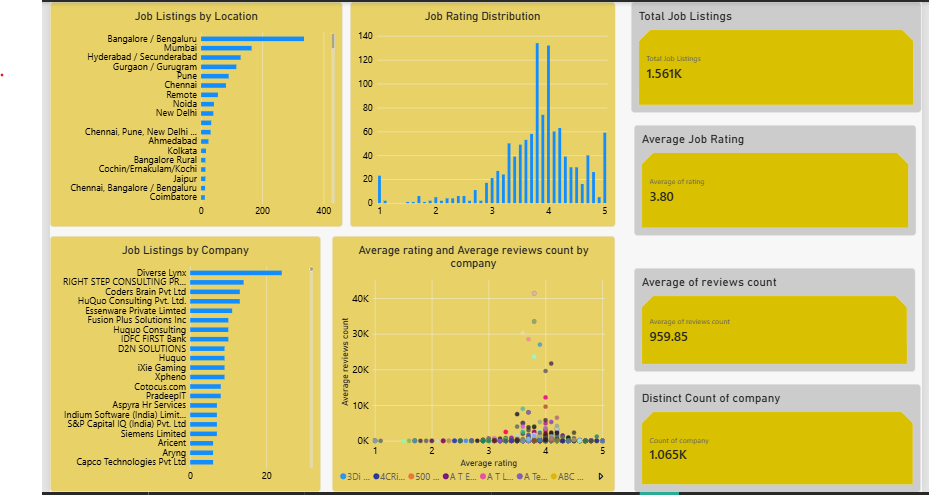 Job Listings by Location
Bangalore / Bengaluru
Mumbai
Hyderabad / Secunderabad
Gurgaon / Gurugram
Pune
Chennai
Remote
Noida
New Delhi
Chennai, Pune, New Delhi ...
Ahmedabad
Kolkata
Bangalore Rural
Cochin/Ernakulam/Kochi
Jaipur
Chennai, Bangalore / Bengaluru
Coimbatore
0 200 400
Job Rating Distribution
140
120
100
80
60
40
20
0
1 2 3 4 5
Total Job Listings
Total Job Listings
1.561K
Average Job Rating
Average of rating
3.80
Job Listings by Company
Diverse Lynx
RIGHT STEP CONSULTING PR...
Coders Brain Pvt Ltd
HuQuo Consulting Pvt. Ltd.
Essenware Private Limted
Fusion Plus Solutions Inc
Huquo Consulting
IDFC FIRST Bank
D2N SOLUTIONS
Huquo
iXie Gaming
Xpheno
Cotocus.com
PradeepIT
Aspyra Hr Services
Indium Software (India) Limit...
S&P Capital IQ (India) Pvt. Ltd
Siemens Limited
Aricent
Aryng
Capco Technologies Pvt Ltd
0 20
Average rating and Average reviews count by
company
Average reviews count
40K
30K
20K
10K
0K
1 2 3 4 5
Average rating
3Di ... 4CRi... 500 ... A T E... A T L... A Te... ABC ...
Average of reviews count
Average of reviews count
959.85
Distinct Count of company
Count of company
1.065K